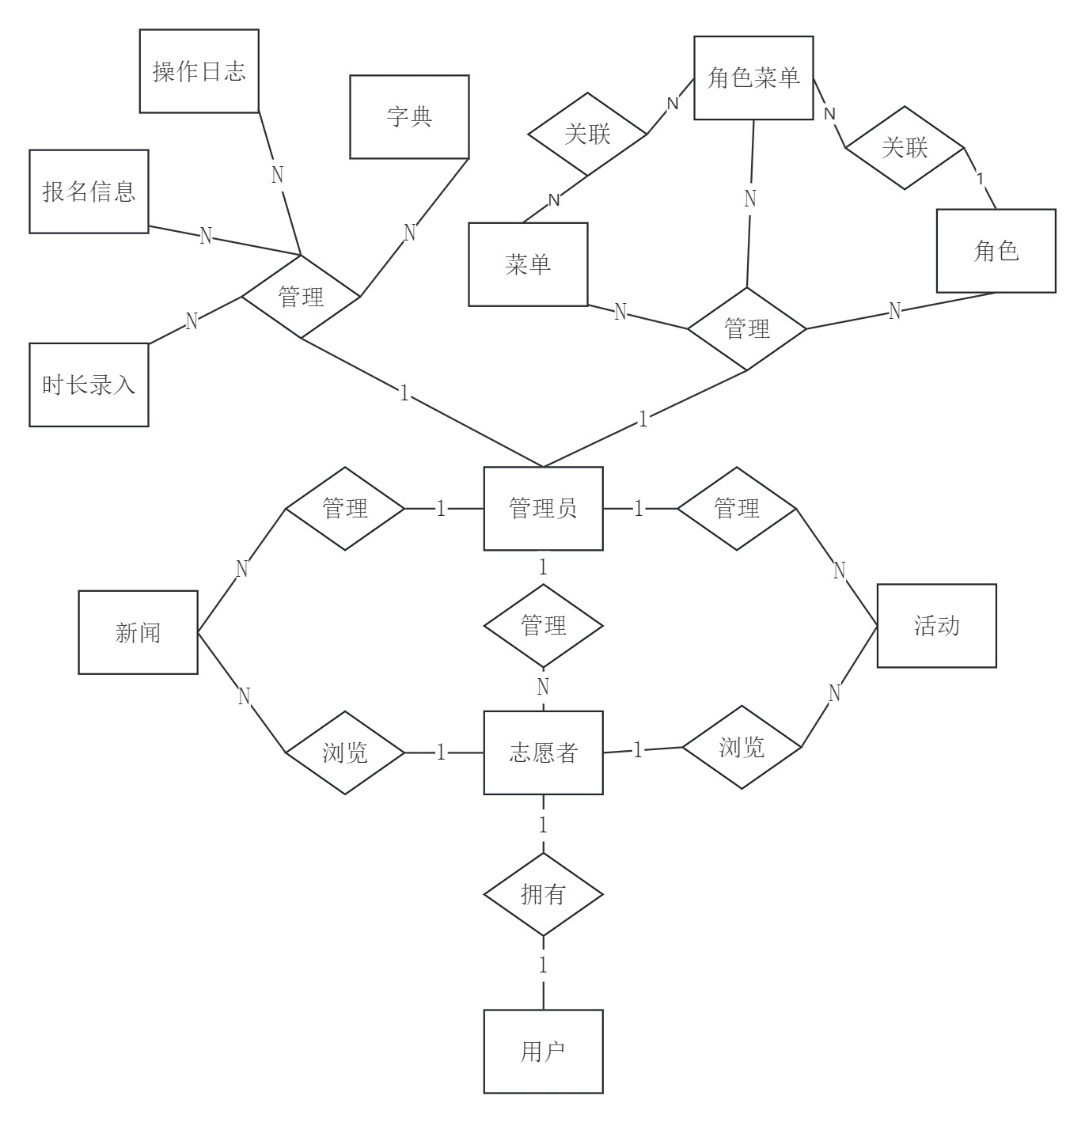 操作日志
角色菜单
字典
N
N
关联
关联
N
报名信息
1
N
N
N
N
角色
菜单
管理
N
N
N
管理
时长录入
1
1
管理
1
管理员
1
管理
1
N
N
新闻
管理
活动
N
N
N
浏览
1
志愿者
1
浏览
1
拥有
1
用户